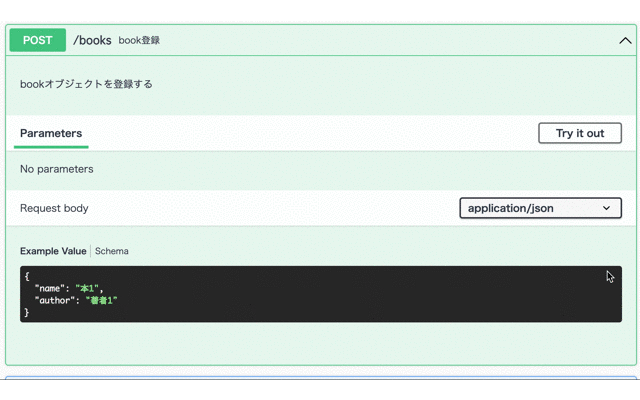 POST /books book登録
bookオブジェクトを登録する
Parameters Try it out
No parameters
Request body application/json
Example Value Schema
{
"name": "本1",
"author": "著者1"
}